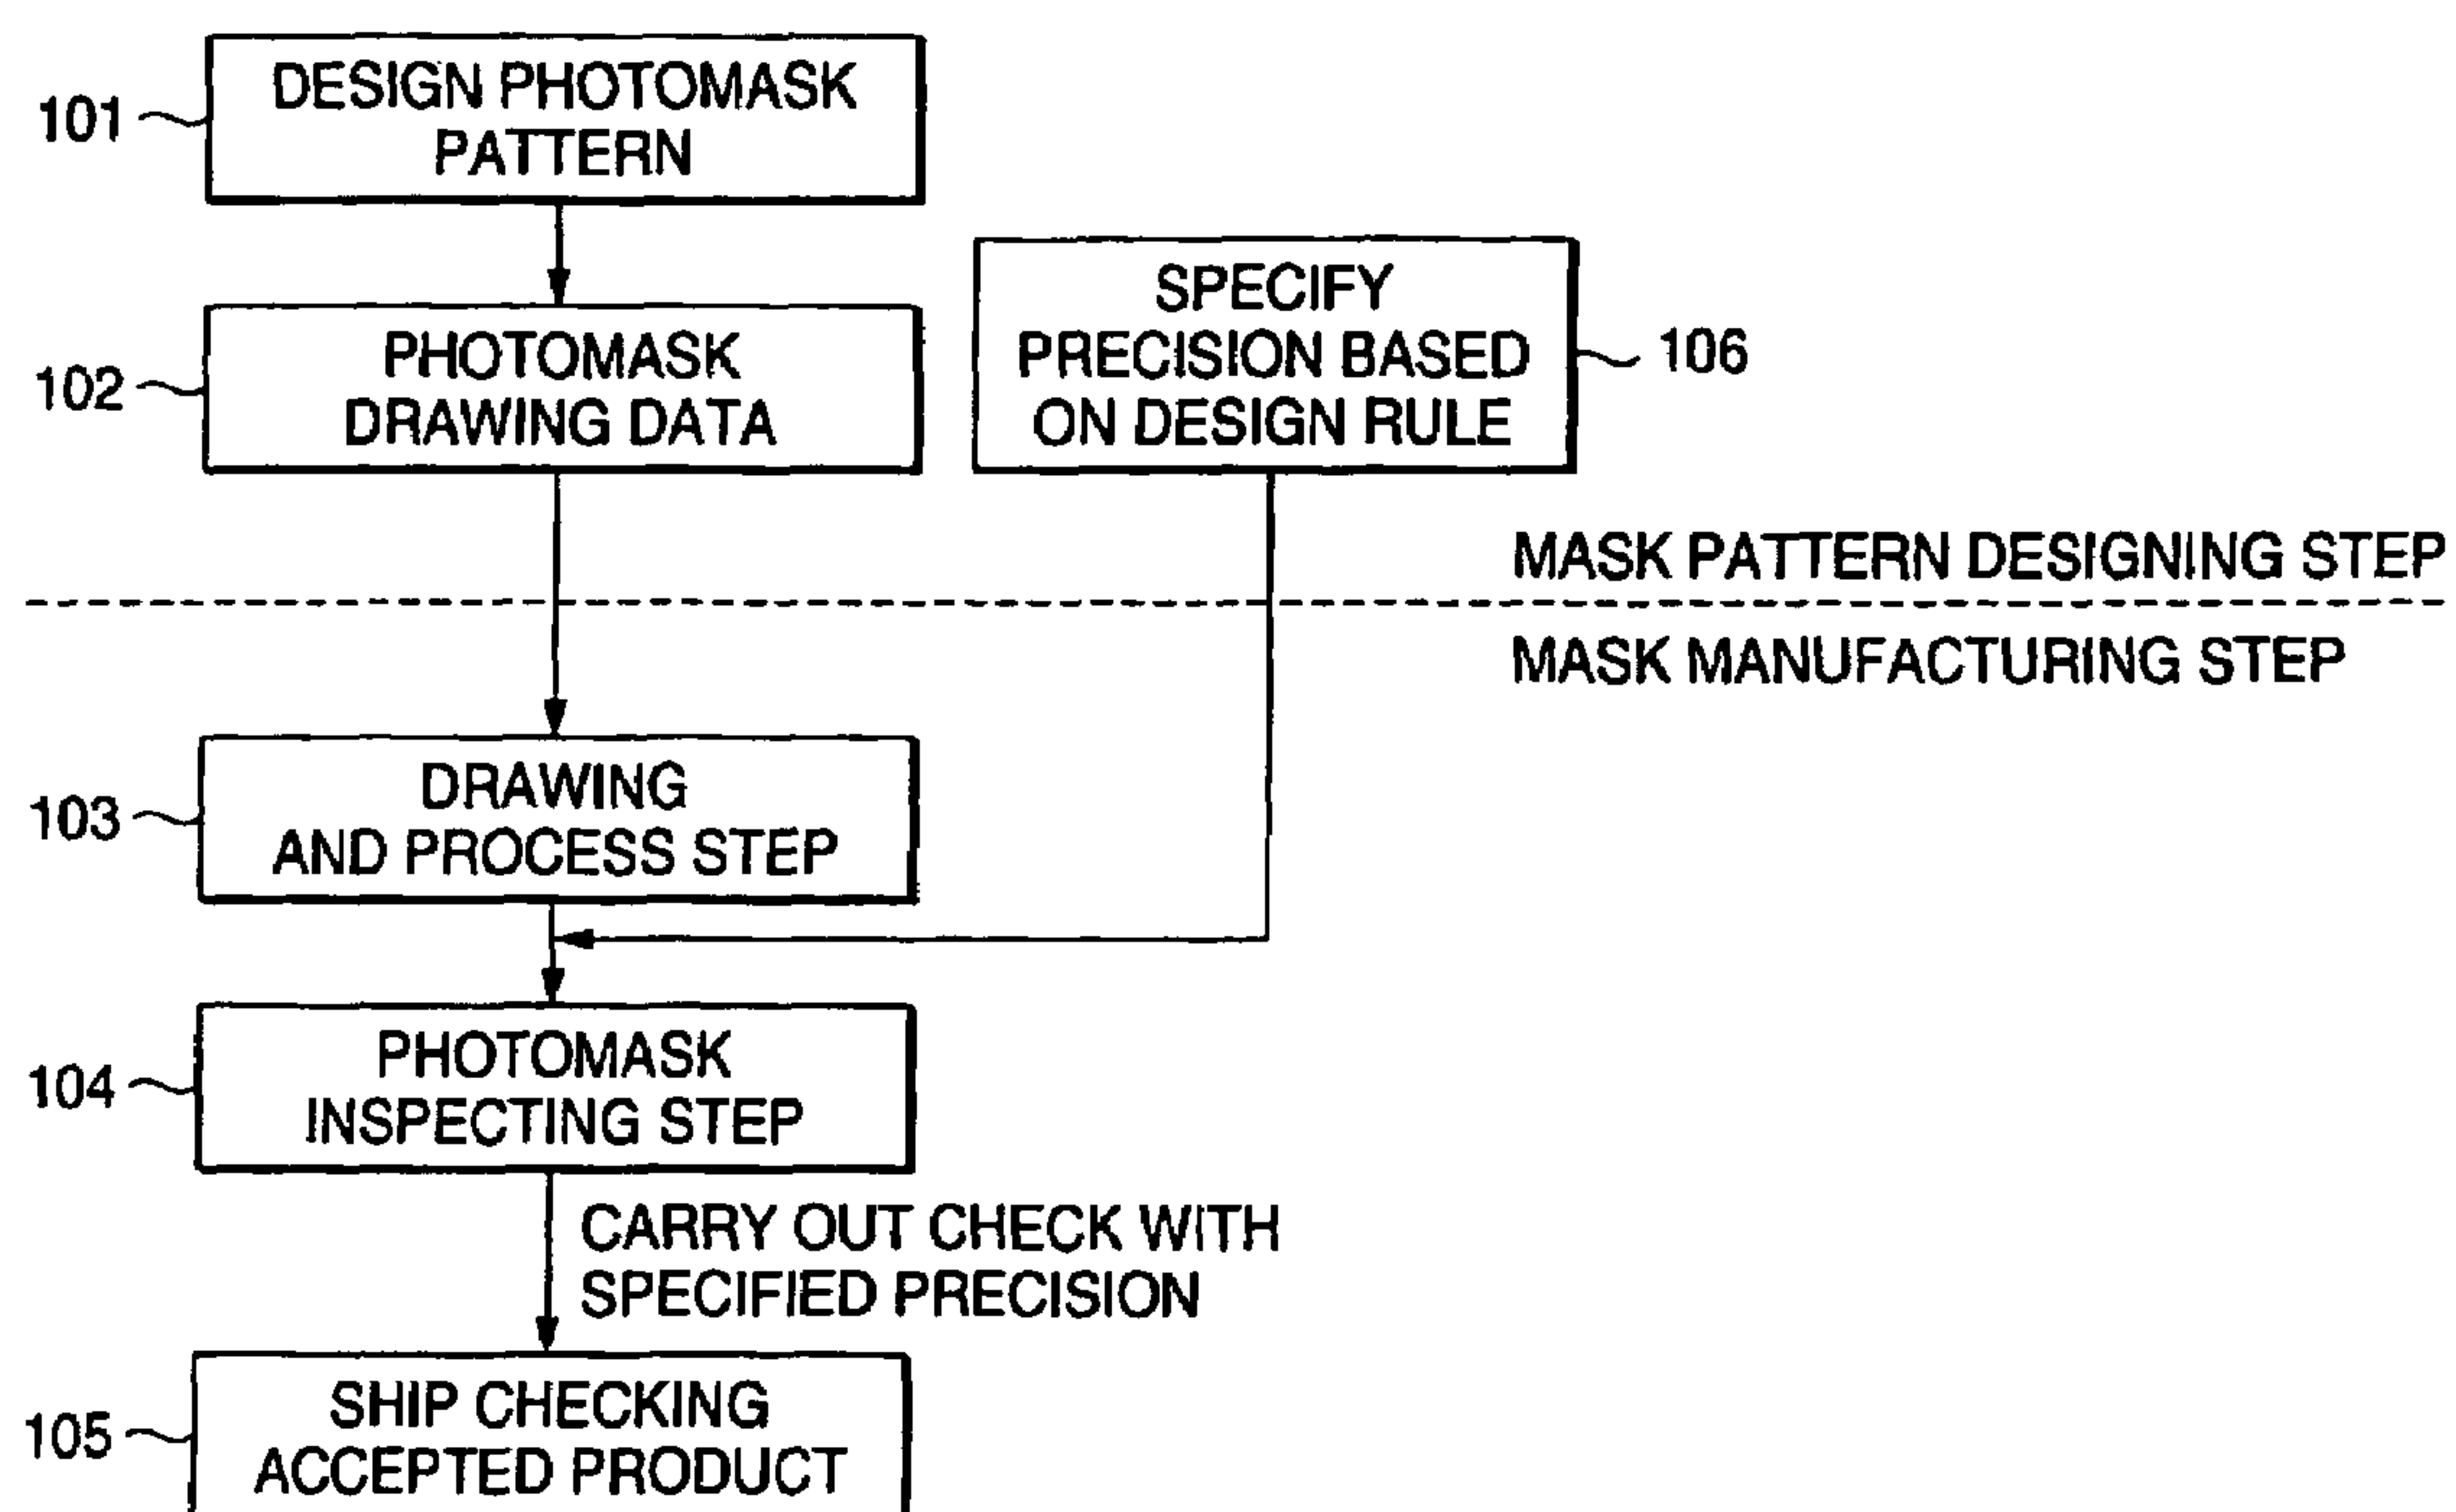 101
DESIGN PHOTOMASK
PATTERN
102
PHOTOMASK
DRAWING DATA
SPECIFY
PRECISION BASED
ON DESIGN RULE
106
MASK PATTERN DESIGNING STEP
MASK MANUFACTURING STEP
103
DRAWING
AND PROCESS STEP
104
PHOTOMASK
INSPECTING STEP
CARRY OUT CHECK WITH
SPECIFIED PRECISION
105
SHIP CHECKING
ACCEPTED PRODUCT